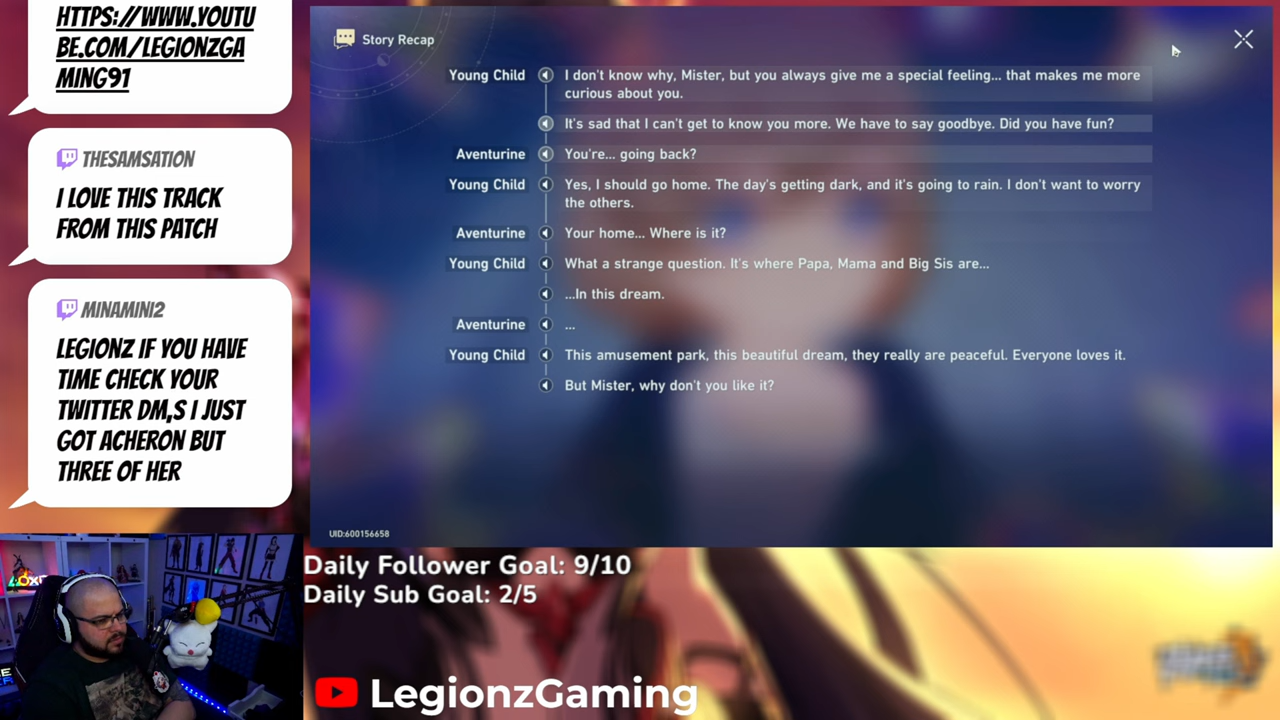 HTTPS://WWW.YOUTU
BE.COM/LEGIONZGA
MING91
THESAMSATION
I LOVE THIS TRACK
FROM THIS PATCH
MINAMINI2
LEGIONZ IF YOU HAVE
TIME CHECK YOUR
TWITTER DM,S I JUST
GOT ACHERON BUT
THREE OF HER
Story Recap
Young Child
I don't know why, Mister, but you always give me a special feeling... that makes me more
curious about you.
It's sad that I can't get to know you more. We have to say goodbye. Did you have fun?
Aventurine
You're... going back?
Young Child
Yes, I should go home. The day's getting dark, and it's going to rain. I don't want to worry
the others.
Aventurine
Your home... Where is it?
Young Child
What a strange question. It's where Papa, Mama and Big Sis are...
...In this dream.
Aventurine
...
Young Child
This amusement park, this beautiful dream, they really are peaceful. Everyone loves it.
But Mister, why don't you like it?
UID:600156658
Daily Follower Goal: 9/10
Daily Sub Goal: 2/5
LegionzGaming